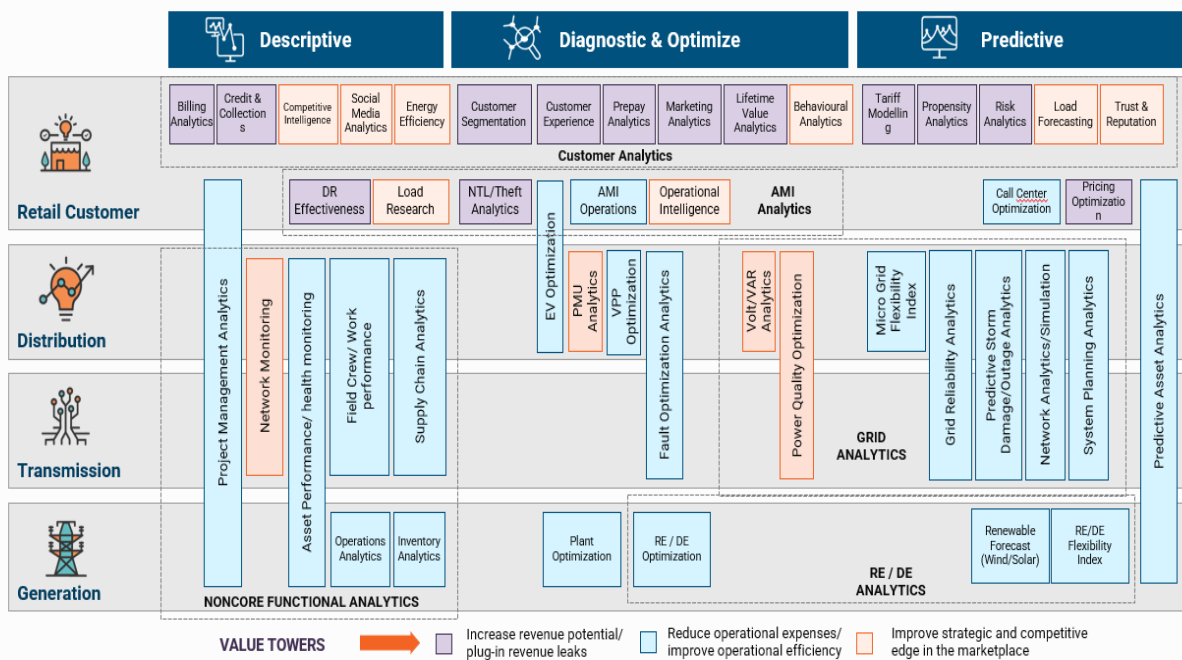 Descriptive
Diagnostic & Optimize
Predictive
Billing
Analytics
Credit &
Collection
s
Competitive
Intelligence
Social
Media
Analytics
Energy
Efficiency
Customer
Segmentation
Customer
Experience
Prepay
Analytics
Marketing
Analytics
Lifetime
Value
Analytics
Behavioural
Analytics
Tariff
Modellin
g
Propensity
Analytics
Risk
Analytics
Load
Forecasting
Trust &
Reputation
Customer Analytics
Retail Customer
DR
Effectiveness
Load
Research
NTL/Theft
Analytics
AMI
Operations
Operational
Intelligence
AMI
Analytics
Call Center
Optimization
Pricing
Optimizatio
n
Distribution
Project Management Analytics
Network Monitoring
Asset Performance/ health monitoring
Field Crew/ Work
performance
Supply Chain Analytics
EV Optimization
PMU
Analytics
VPP
Optimization
Fault Optimization Analytics
Volt/VAR
Analytics
Power Quality Optimization
Micro Grid
Flexibility
Index
Grid Reliability Analytics
Predictive Storm
Damage/Outage Analytics
Network Analytics/Simulation
System Planning Analytics
Predictive Asset Analytics
Transmission
GRID
ANALYTICS
Generation
Operations
Analytics
Inventory
Analytics
Plant
Optimization
RE / DE
Optimization
Renewable
Forecast
(Wind/Solar)
RE/DE
Flexibility
Index
RE / DE
ANALYTICS
NONCORE FUNCTIONAL ANALYTICS
VALUE TOWERS
Increase revenue potential/
plug-in revenue leaks
Reduce operational expenses/
improve operational efficiency
Improve strategic and competitive
edge in the marketplace